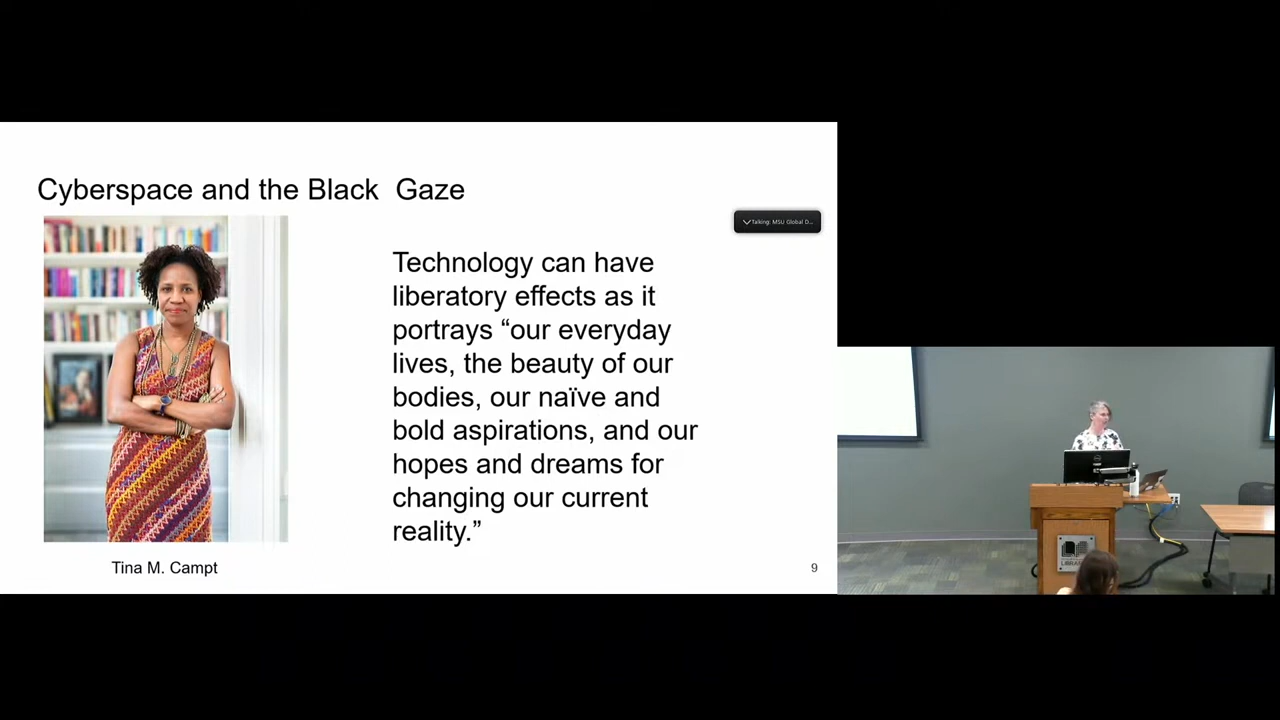 Cyberspace and the Black  Gaze
Talking: MSU Global D...
Technology can have
liberatory effects as it
portrays “our everyday
lives, the beauty of our
bodies, our naïve and
bold aspirations, and our
hopes and dreams for
changing our current
reality.”
Tina M. Campt
9